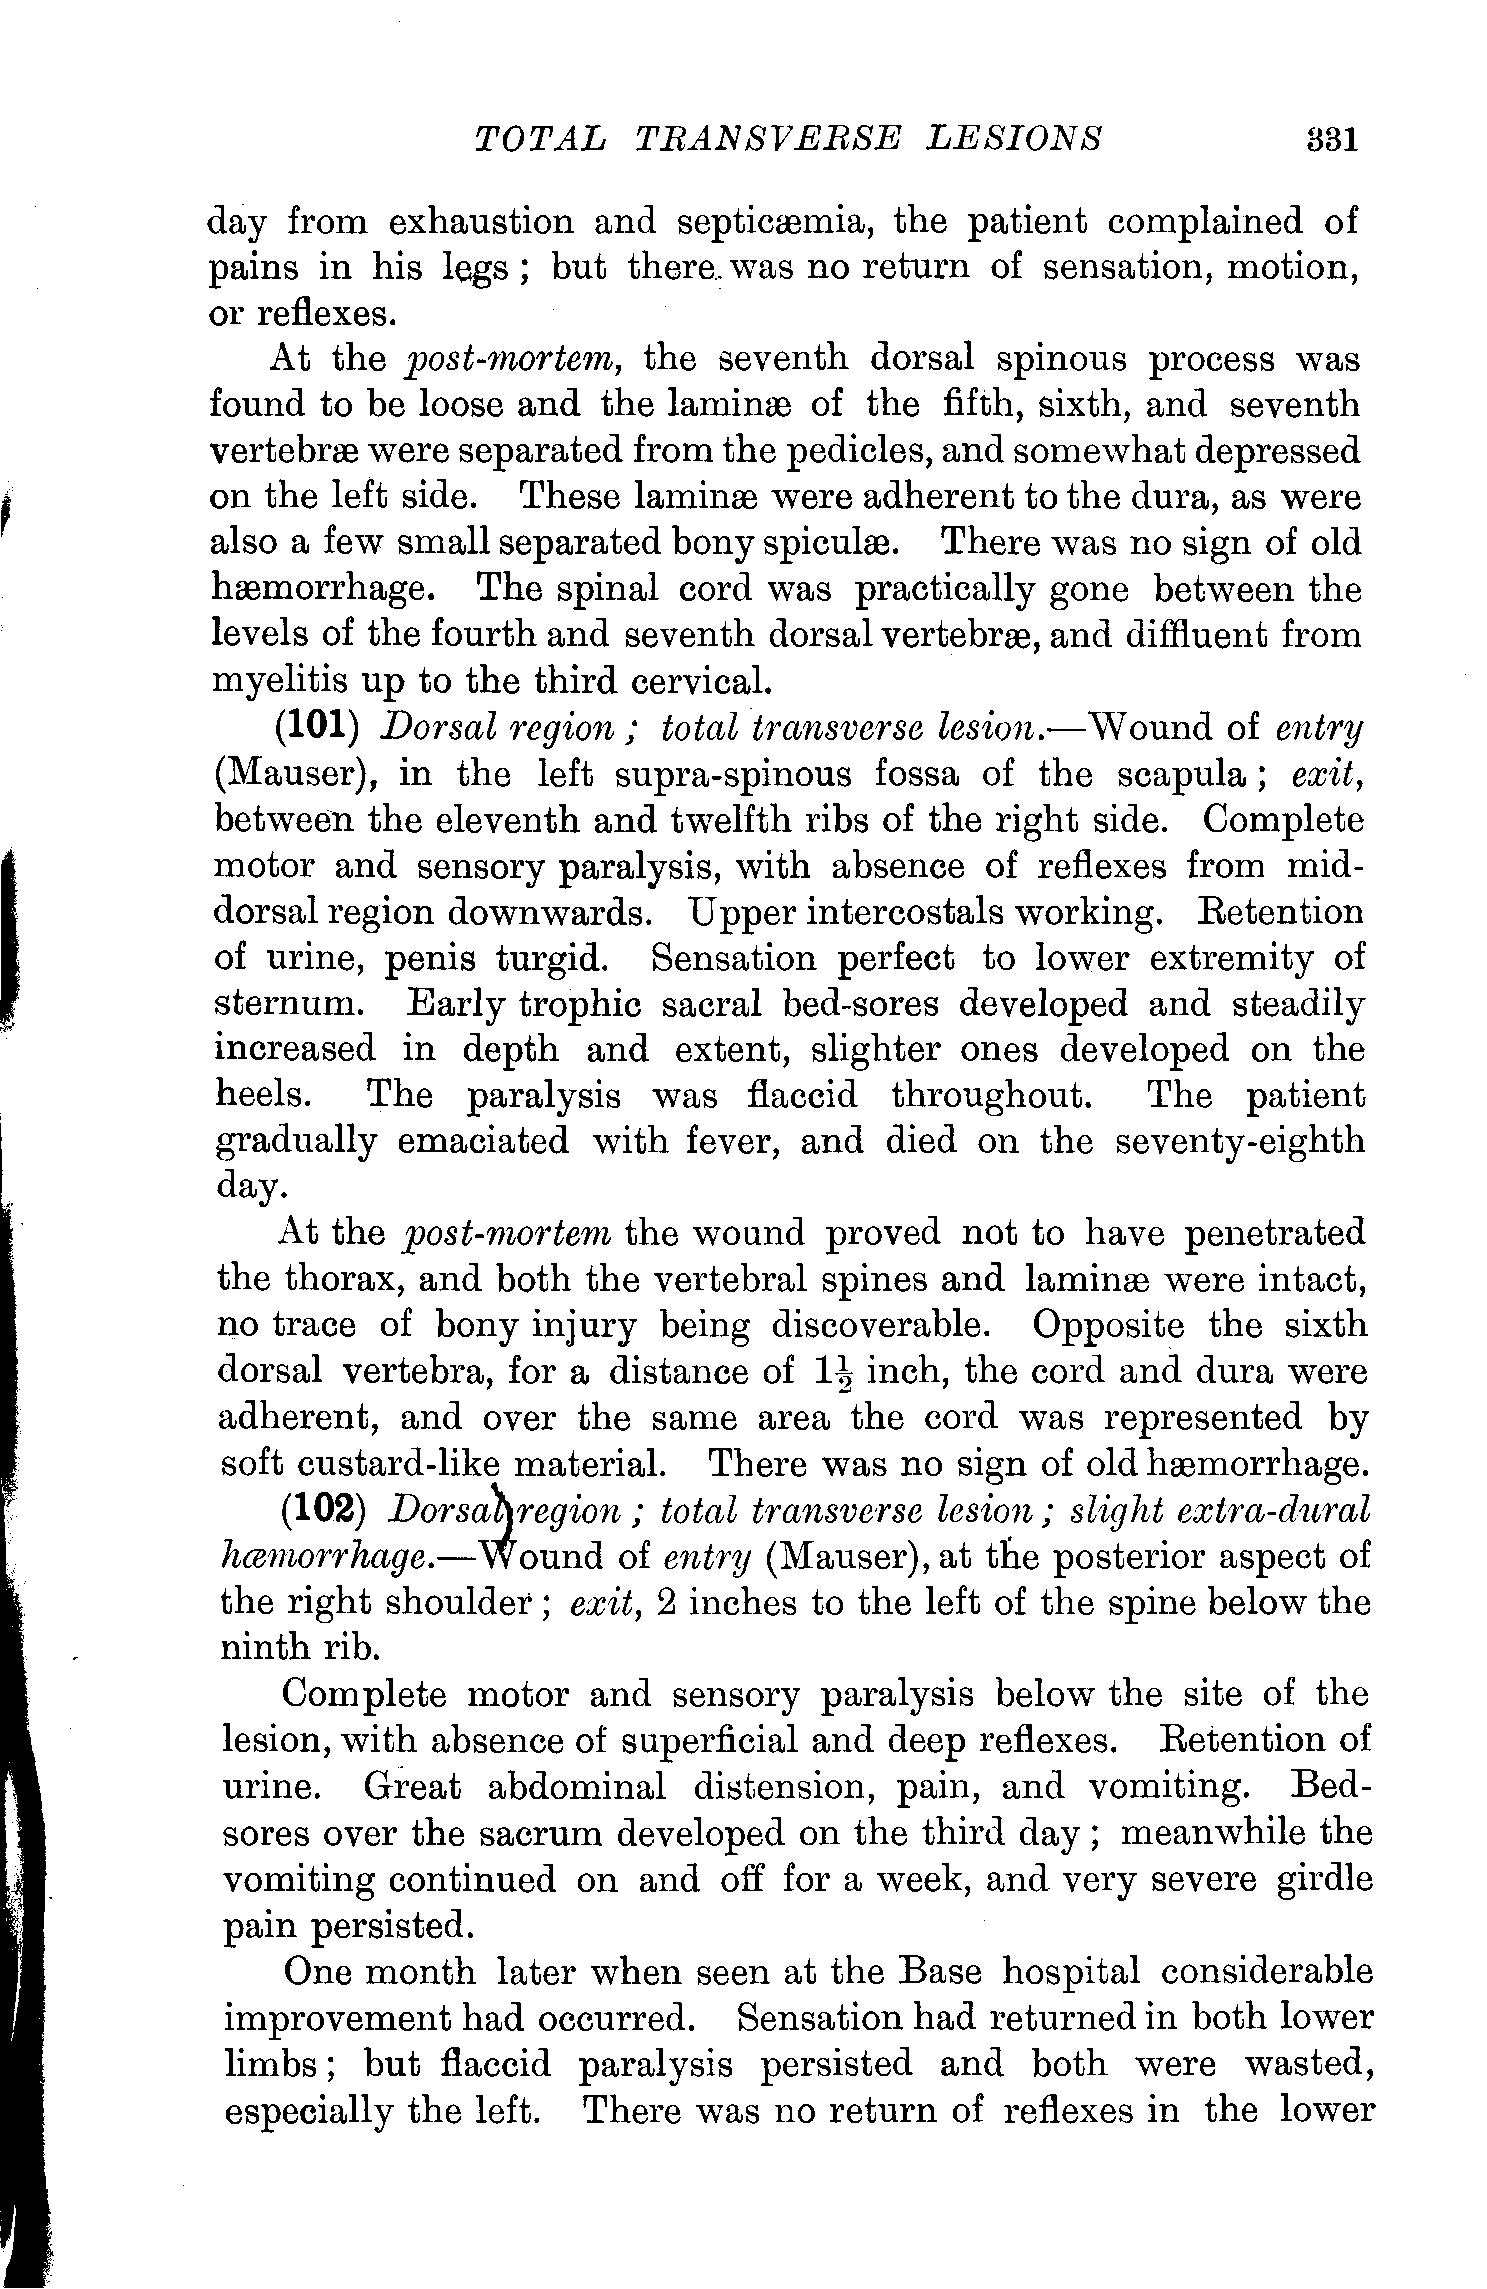 TOTAL TRANSVERSE LESIONS 331
day from exhaustion and septicæmia, the patient complained of
pains in his legs ; but there was no return of sensation, motion,
or reflexes.
At the post-mortem, the seventh dorsal spinous process was
found to be loose and the laminæ of the fifth, sixth, and seventh
vertebræ were separated from the pedicles, and somewhat depressed
on the left side. These laminæ were adherent to the dura, as were
also a few small separated bony spiculæ. There was no sign of old
hæmorrhage. The spinal cord was practically gone between the
levels of the fourth and seventh dorsal vertebræ, and diffluent from
myelitis up to the third cervical.
(101) Dorsal region ; total transverse lesion.—Wound of entry
(Mauser), in the left supra-spinous fossa of the scapula ; exit,
between the eleventh and twelfth ribs of the right side. Complete
motor and sensory paralysis, with absence of reflexes from mid-
dorsal region downwards. Upper intercostals working. Retention
of urine, penis turgid. Sensation perfect to lower extremity of
sternum. Early trophic sacral bed-sores developed and steadily
increased in depth and extent, slighter ones developed on the
heels. The paralysis was flaccid throughout. The patient
gradually emaciated with fever, and died on the seventy-eighth
day.
At the post-mortem the wound proved not to have penetrated
the thorax, and both the vertebral spines and laminæ were intact,
no trace of bony injury being discoverable. Opposite the sixth
dorsal vertebra, for a distance of 1½ inch, the cord and dura were
adherent, and over the same area the cord was represented by
soft custard-like material. There was no sign of old hæmorrhage.
(102) Dorsal region ; total transverse lesion ; slight extra-dural
hæmorrhage.—Wound of entry (Mauser), at the posterior aspect of
the right shoulder ; exit, 2 inches to the left of the spine below the
ninth rib.
Complete motor and sensory paralysis below the site of the
lesion, with absence of superficial and deep reflexes. Retention of
urine. Great abdominal distension, pain, and vomiting. Bed-
sores over the sacrum developed on the third day ; meanwhile the
vomiting continued on and off for a week, and very severe girdle
pain persisted.
One month later when seen at the Base hospital considerable
improvement had occurred. Sensation had returned in both lower
limbs ; but flaccid paralysis persisted and both were wasted,
especially the left. There was no return of reflexes in the lower